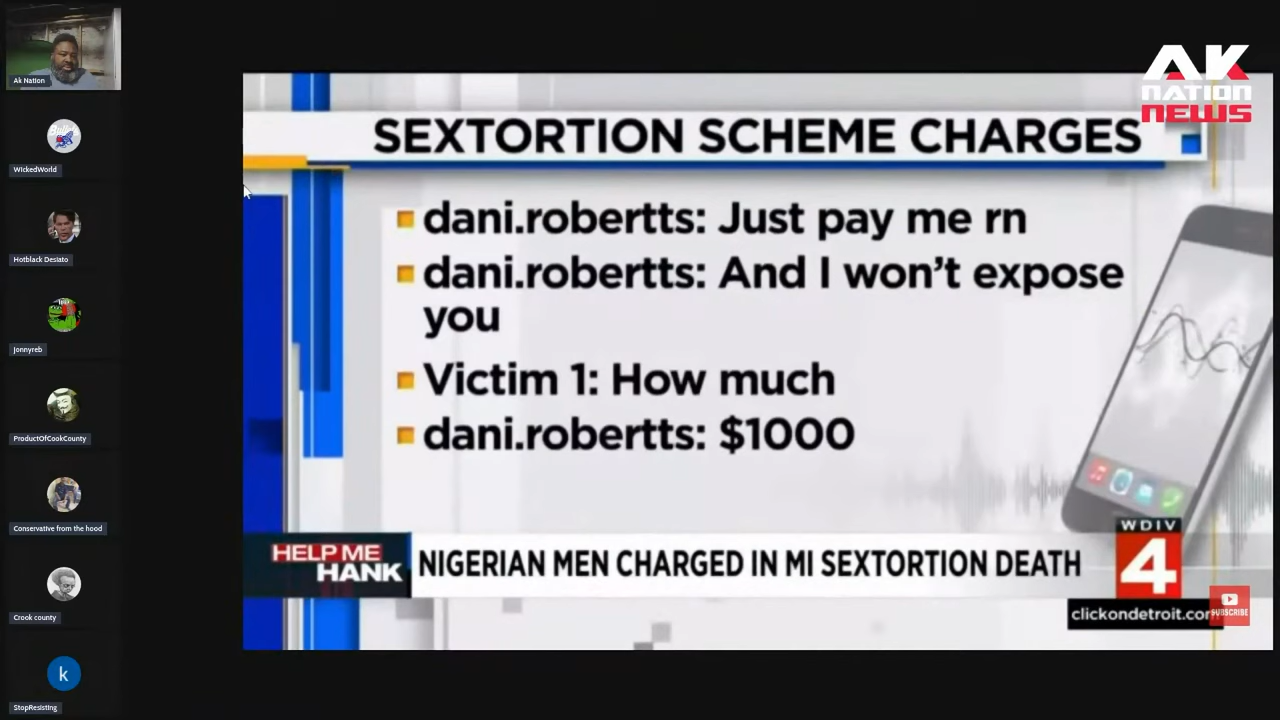 Ak Nation
WickedWorld
Hotblack Desiato
Jonnyreb
ProductOfCookCounty
Conservative from the hood
Crook county
k
StopResisting
AK
NATION
NEWS
SEXTORTION SCHEME CHARGES
dani.robertts: Just pay me rn
dani.robertts: And I won't expose
you
Victim 1: How much
dani.robertts: $1000
HELP ME
HANK
NIGERIAN MEN CHARGED IN MI SEXTORTION DEATH
WDIV
4
clickondetroit.com
SUBSCRIBE